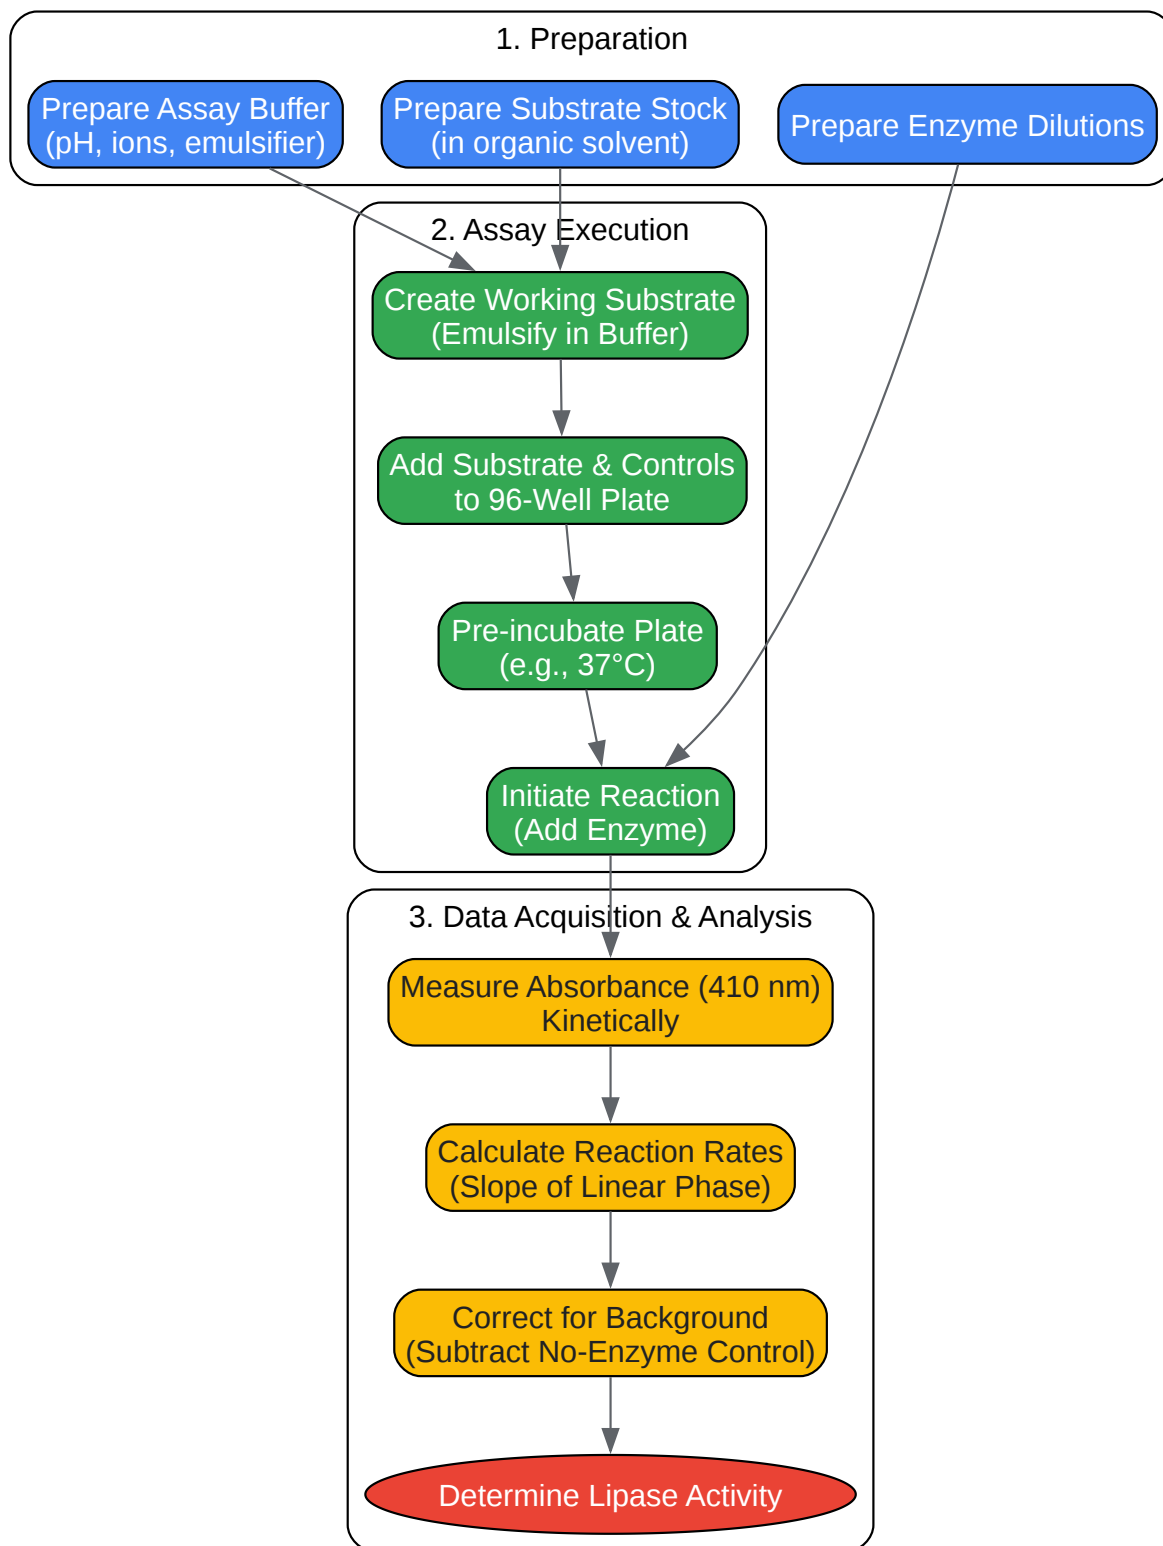 1. Preparation
Prepare Assay Buffer
(pH, ions, emulsifier)
Prepare Substrate Stock
(in organic solvent)
Prepare Enzyme Dilutions
2. Assay Execution
Create Working Substrate
(Emulsify in Buffer)
Add Substrate & Controls
to 96-Well Plate
Pre-incubate Plate
(e.g., 37°C)
Initiate Reaction
(Add Enzyme)
3. Data Acquisition & Analysis
Measure Absorbance (410 nm)
Kinetically
Calculate Reaction Rates
(Slope of Linear Phase)
Correct for Background
(Subtract No-Enzyme Control)
Determine Lipase Activity